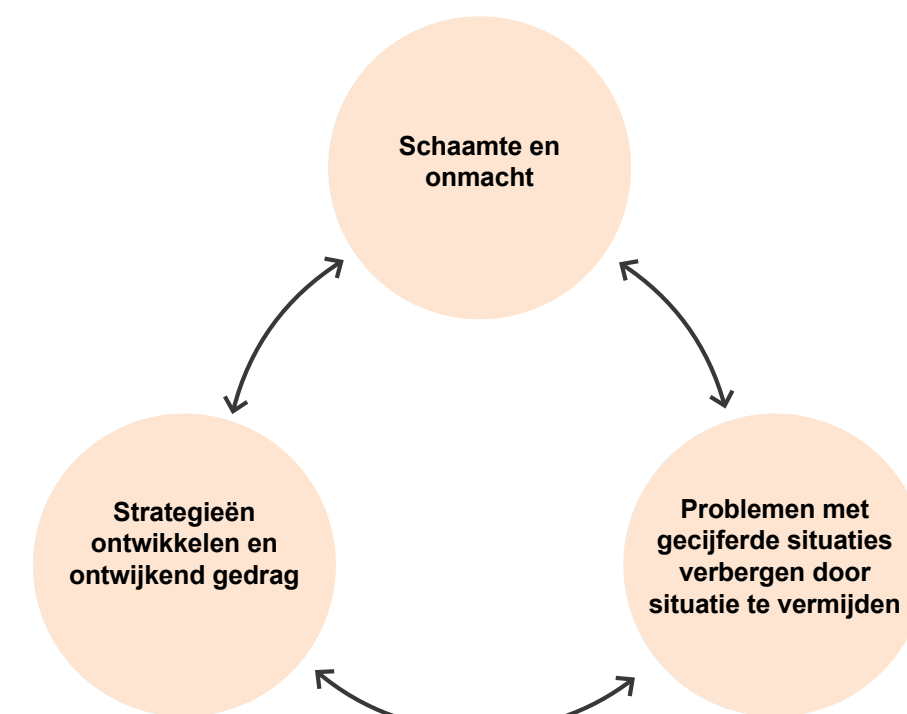 Schaamte en
onmacht
Strategieën
ontwikkelen en
ontwijkend gedrag
Problemen met
gecijferde situaties
verbergen door
situatie te vermijden